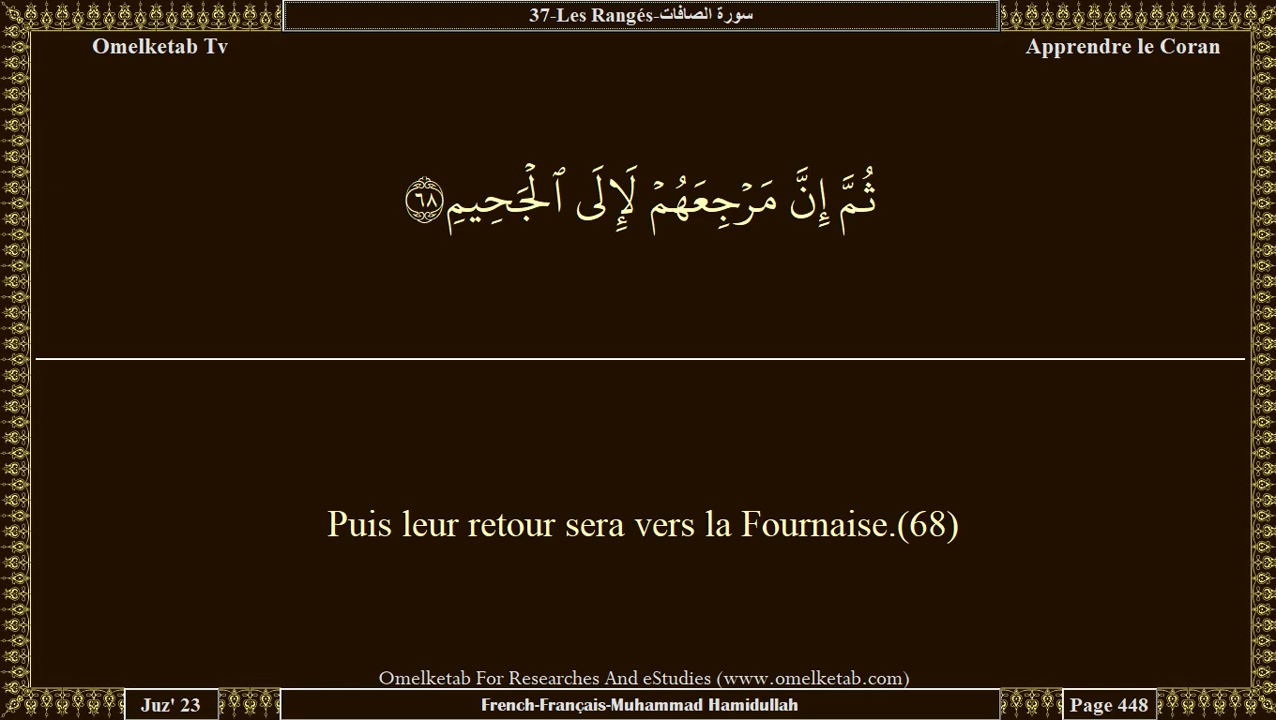 37-Les Rangés-سورة الصافات
Omelketab Tv
Apprendre le Coran
ثُمَّ إِنَّ مَرۡجِعَهُمۡ لَإِلَى ٱلۡجَحِيمِ ٦٨
Puis leur retour sera vers la Fournaise.(68)
Omelketab For Researches And eStudies (www.omelketab.com)
Juz' 23
French-Français-Muhammad Hamidullah
Page 448